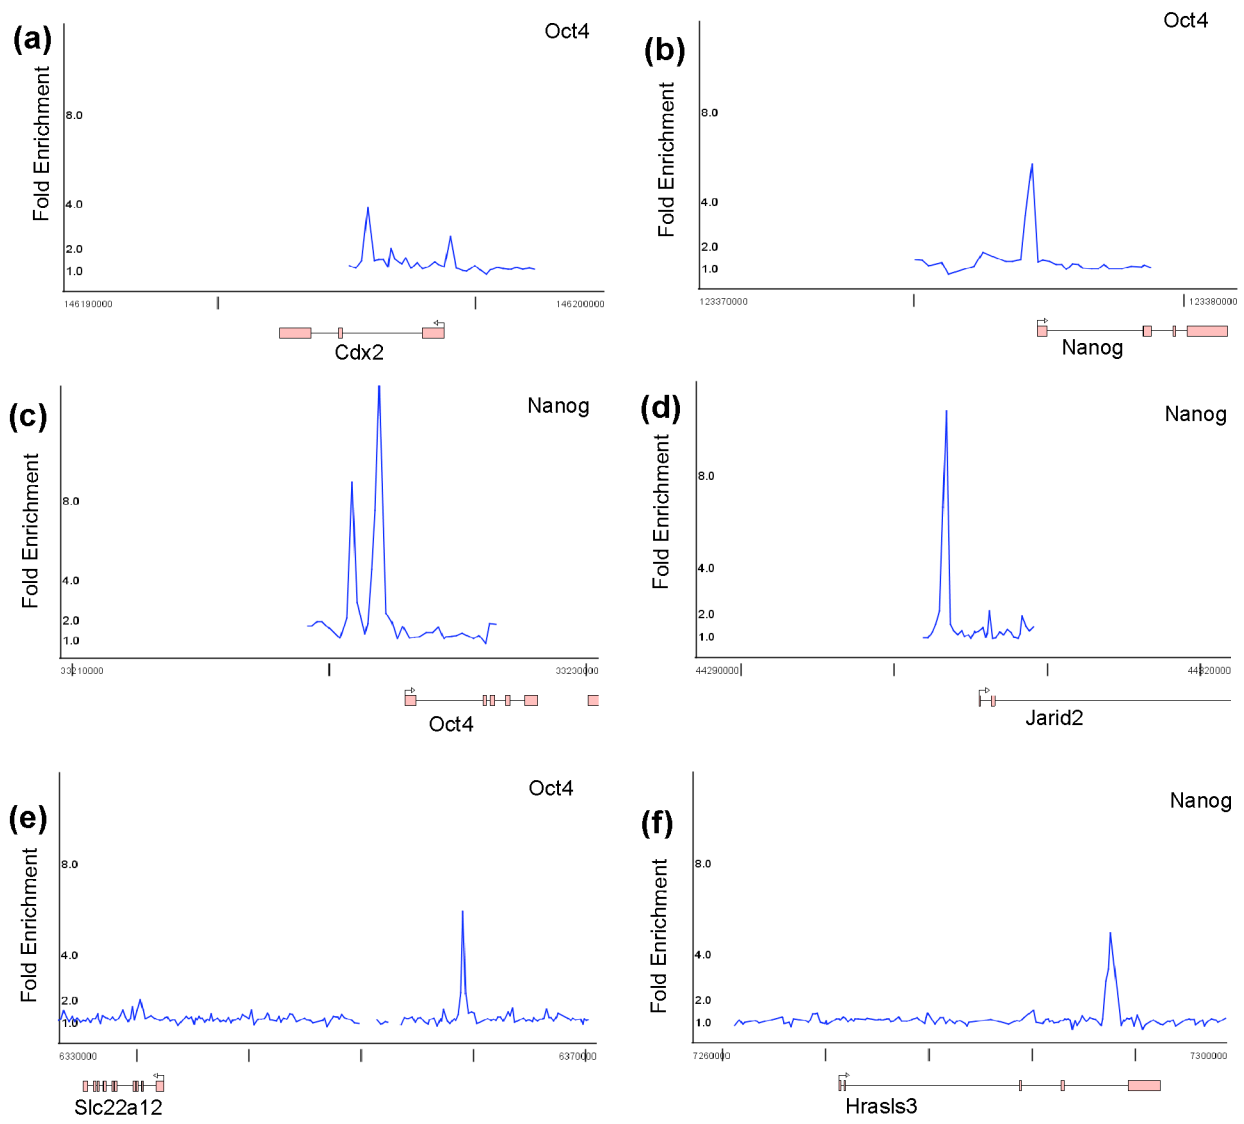 (a)
Oct4
Fold Enrichment
8.0
4.0
2.0
1.0
146190000
146200000
Cdx2
(b)
Oct4
Fold Enrichment
8.0
4.0
2.0
1.0
123370000
123380000
Nanog
(c)
Nanog
Fold Enrichment
8.0
4.0
2.0
1.0
33210000
33230000
Oct4
(d)
Nanog
Fold Enrichment
8.0
4.0
2.0
1.0
44290000
44320000
Jarid2
(e)
Oct4
Fold Enrichment
8.0
4.0
2.0
1.0
6330000
6370000
Slc22a12
(f)
Nanog
Fold Enrichment
8.0
4.0
2.0
1.0
7260000
7300000
Hrasls3